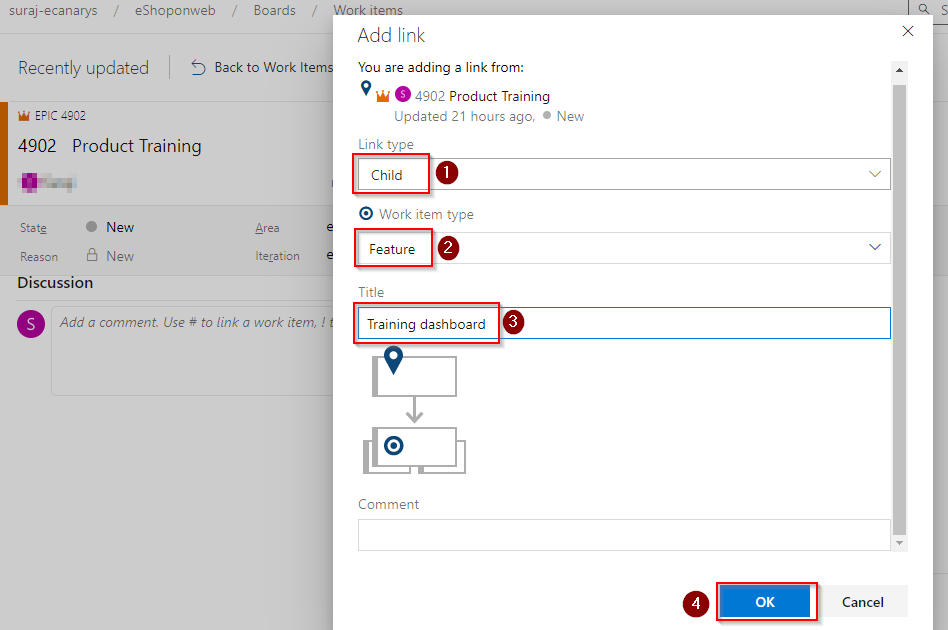 suraj-ecanarys / eShoponweb / Boards / Work items
S
Add link
Recently updated
Back to Work Items
You are adding a link from:
S 4902 Product Training
Updated 21 hours ago, New
EPIC 4902
4902 Product Training
Link type
Child 1
Work item type
Feature 2
State New
Area e
Reason New
Iteration e
Discussion
S Add a comment. Use # to link a work item, ! t
Title
Training dashboard 3
Comment
4 OK Cancel